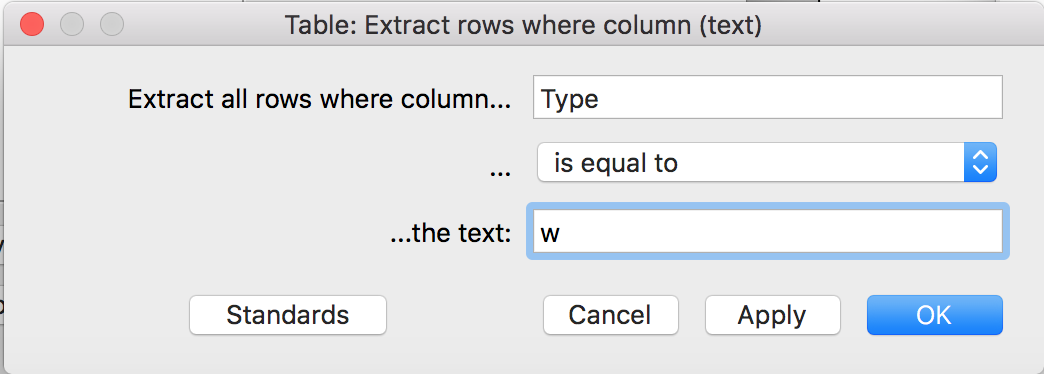 Table: Extract rows where column (text)
Extract all rows where column... Type
... is equal to
...the text: w
Standards Cancel Apply OK